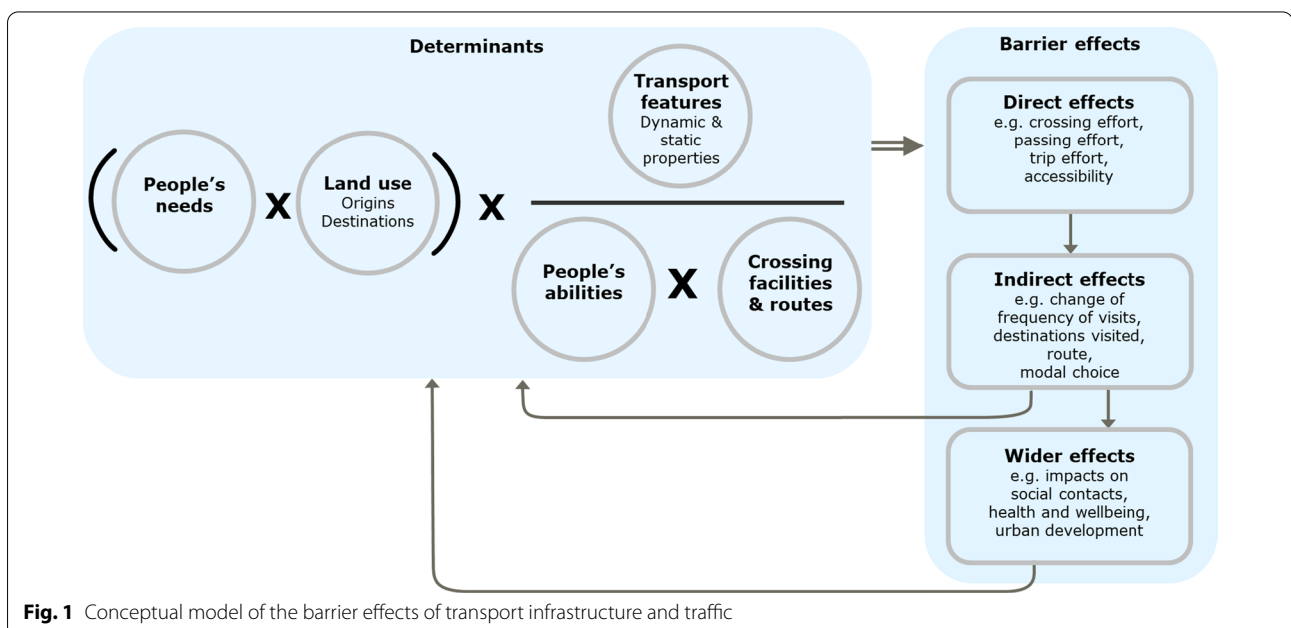 Determinants
(
People's
needs
X
Land use
Origins
Destinations
)
X
Transport
features
Dynamic &
static
properties
People's
abilities
X
Crossing
facilities
& routes
Barrier effects
Direct effects
e.g. crossing effort,
passing effort,
trip effort,
accessibility
Indirect effects
e.g. change of
frequency of visits,
destinations visited,
route,
modal choice
Wider effects
e.g. impacts on
social contacts,
health and wellbeing,
urban development
Fig. 1 Conceptual model of the barrier effects of transport infrastructure and traffic